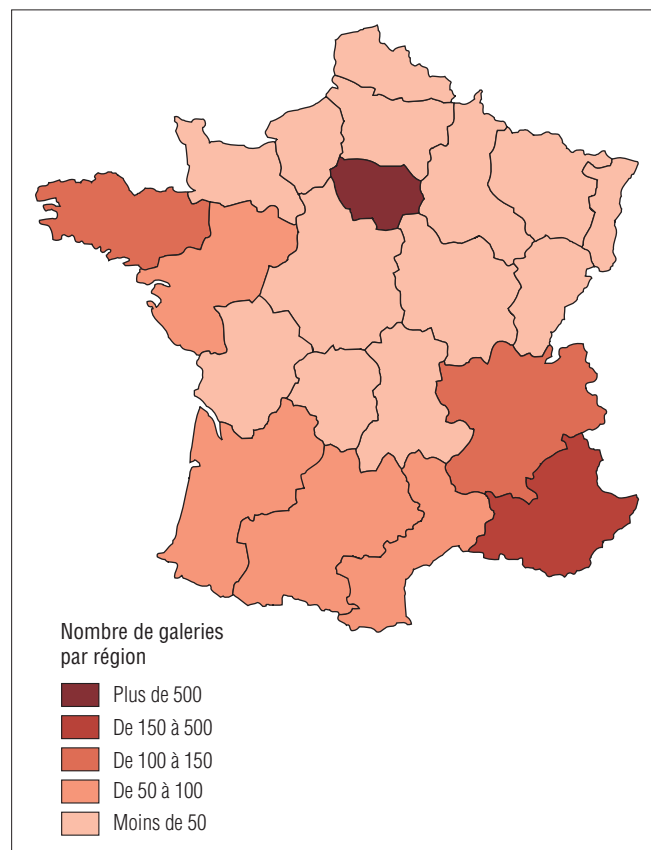 Nombre de galeries
par région
Plus de 500
De 150 à 500
De 100 à 150
De 50 à 100
Moins de 50